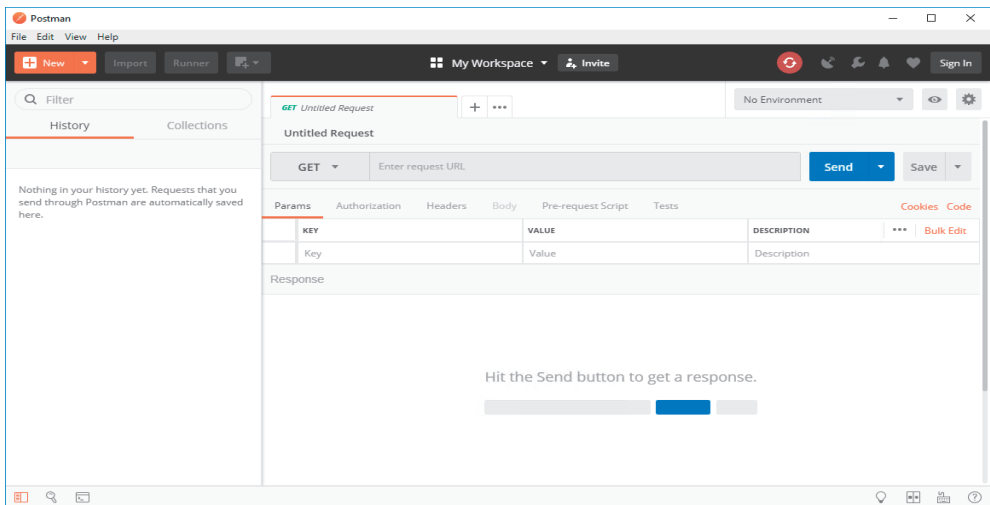 Postman
File Edit View Help
New Import Runner My Workspace Invite Sign In
Filter
History Collections
Nothing in your history yet. Requests that you
send through Postman are automatically saved
here.
GET Untitled Request
No Environment
Untitled Request
GET Enter request URL Send Save
Params Authorization Headers Body Pre-request Script Tests Cookies Code
KEY VALUE DESCRIPTION Bulk Edit
Key Value Description
Response
Hit the Send button to get a response.